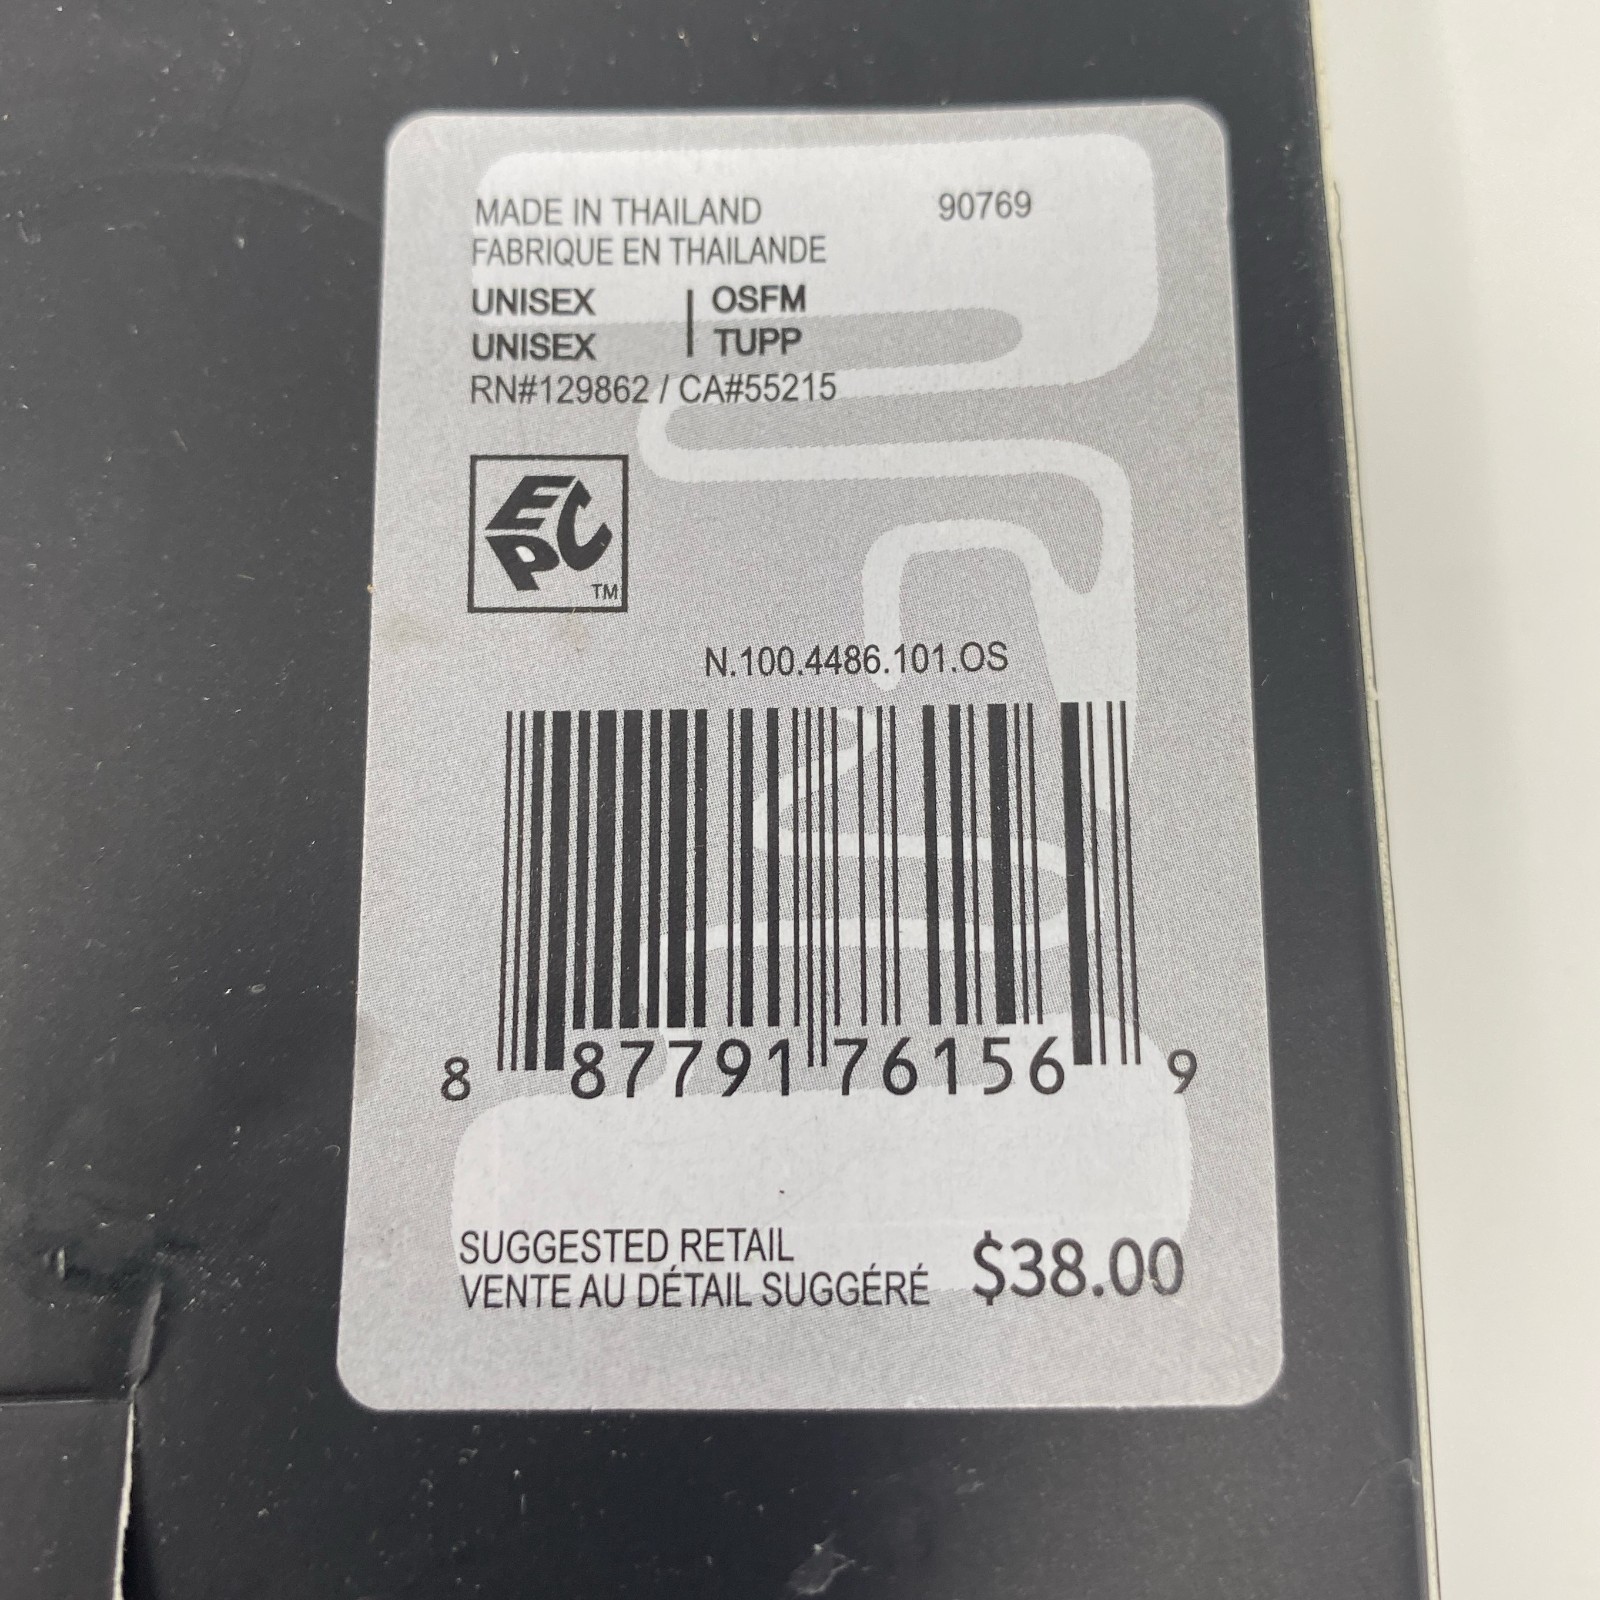 MADE IN THAILAND 90769
FABRIQUE EN THAILANDE
UNISEX | OSFM
UNISEX | TUPP
RN#129862 / CA#55215
E
PC
TM
N.100.4486.101.OS
8 87791 76156 9
SUGGESTED RETAIL
VENTE AU DÉTAIL SUGGÉRÉ $38.00